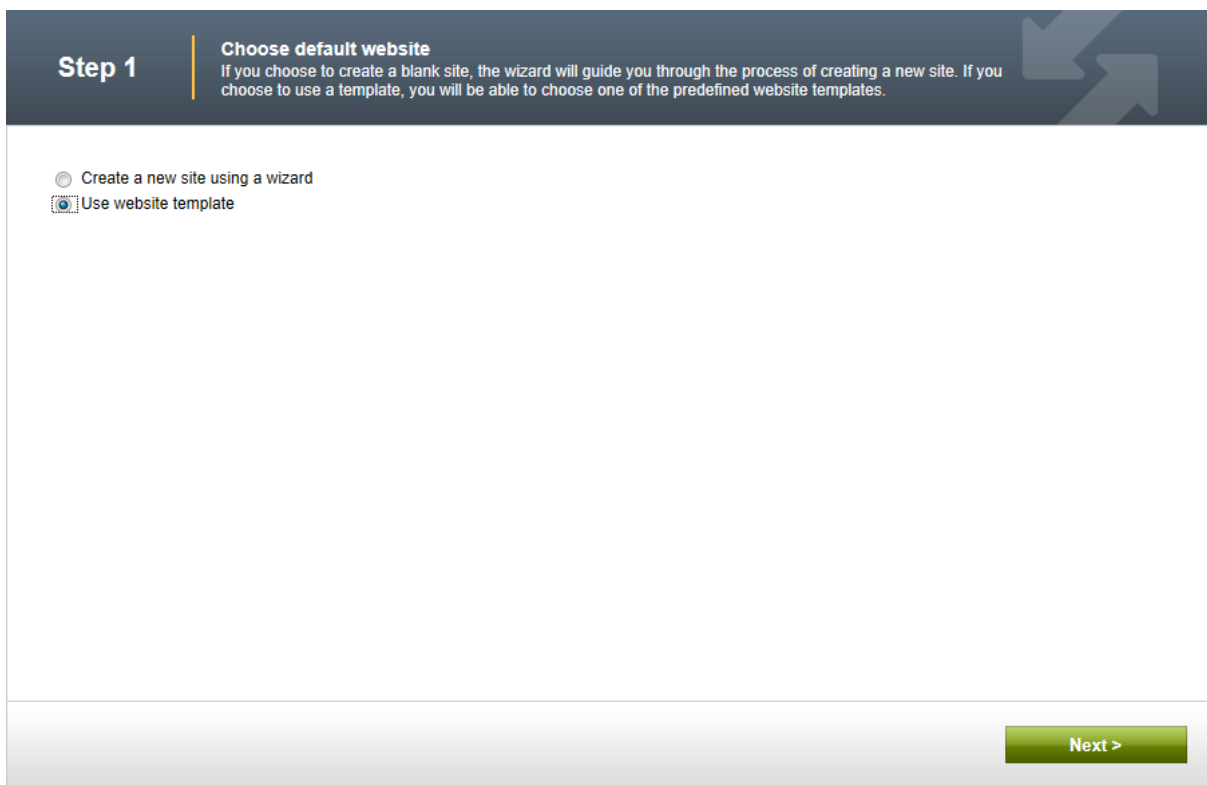 Step 1
Choose default website
If you choose to create a blank site, the wizard will guide you through the process of creating a new site. If you
choose to use a template, you will be able to choose one of the predefined website templates.
Create a new site using a wizard
Use website template
Next >